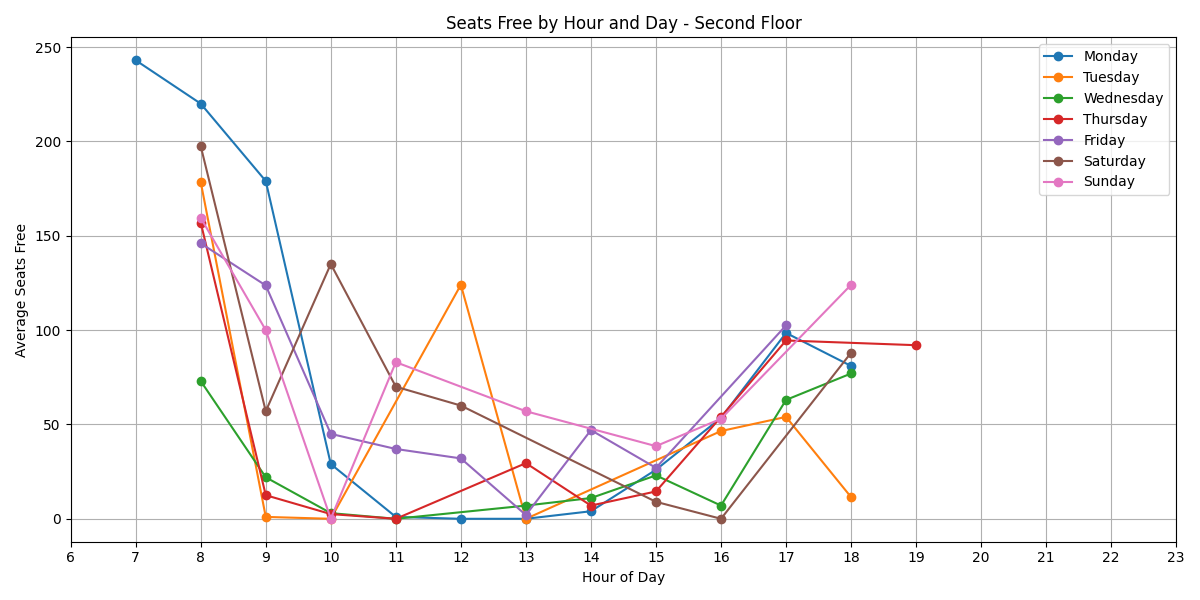 Seats Free by Hour and Day - Second Floor
250
200
150
100
50
0
Average Seats Free
6 7 8 9 10 11 12 13 14 15 16 17 18 19 20 21 22 23
Hour of Day
Monday
Tuesday
Wednesday
Thursday
Friday
Saturday
Sunday